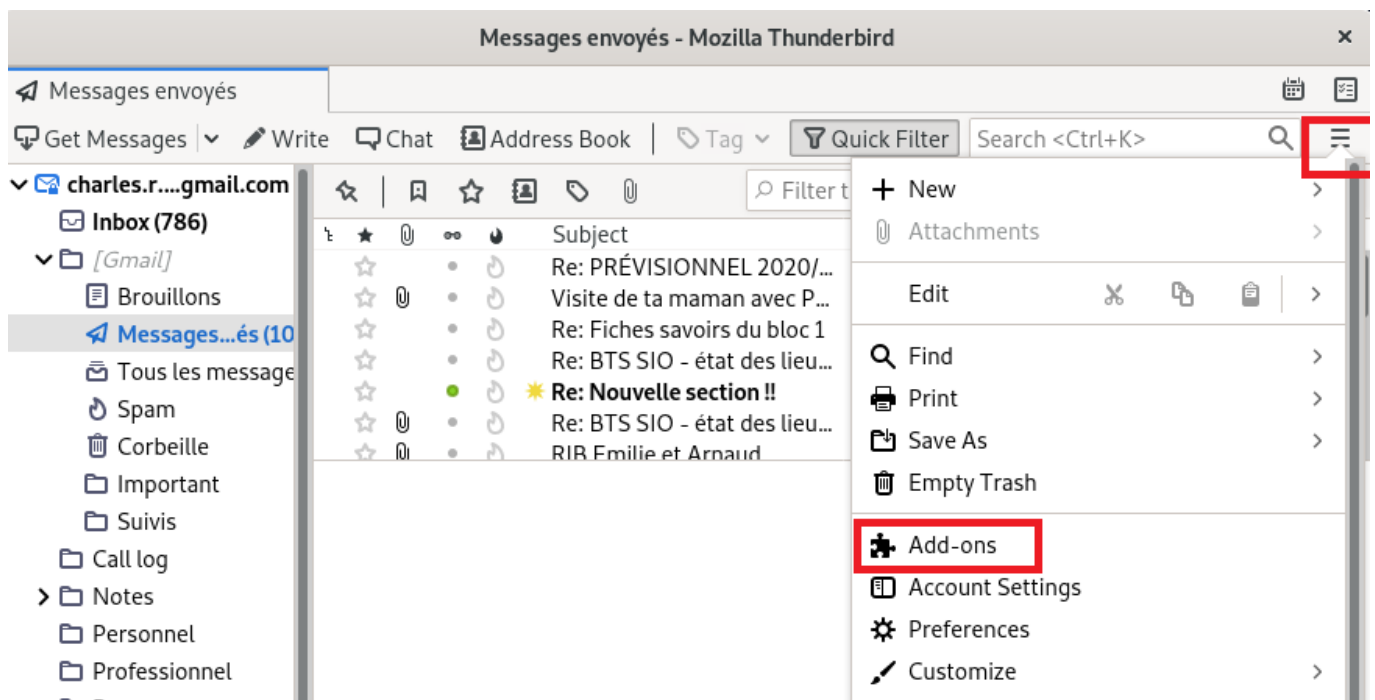 Messages envoyés - Mozilla Thunderbird
Messages envoyés
Get Messages Write Chat Address Book Tag Quick Filter Search <Ctrl+K>
charles.r....gmail.com
Inbox (786)
[Gmail]
Brouillons
Messages...és (10
Tous les message
Spam
Corbeille
Important
Suivis
Call log
Notes
Personnel
Professionnel
Filter t
Subject
Re: PRÉVISIONNEL 2020/...
Visite de ta maman avec P...
Re: Fiches savoirs du bloc 1
Re: BTS SIO - état des lieu...
Re: Nouvelle section !!
Re: BTS SIO - état des lieu...
RIB Emilie et Arnaud
New
Attachments
Edit
Find
Print
Save As
Empty Trash
Add-ons
Account Settings
Preferences
Customize